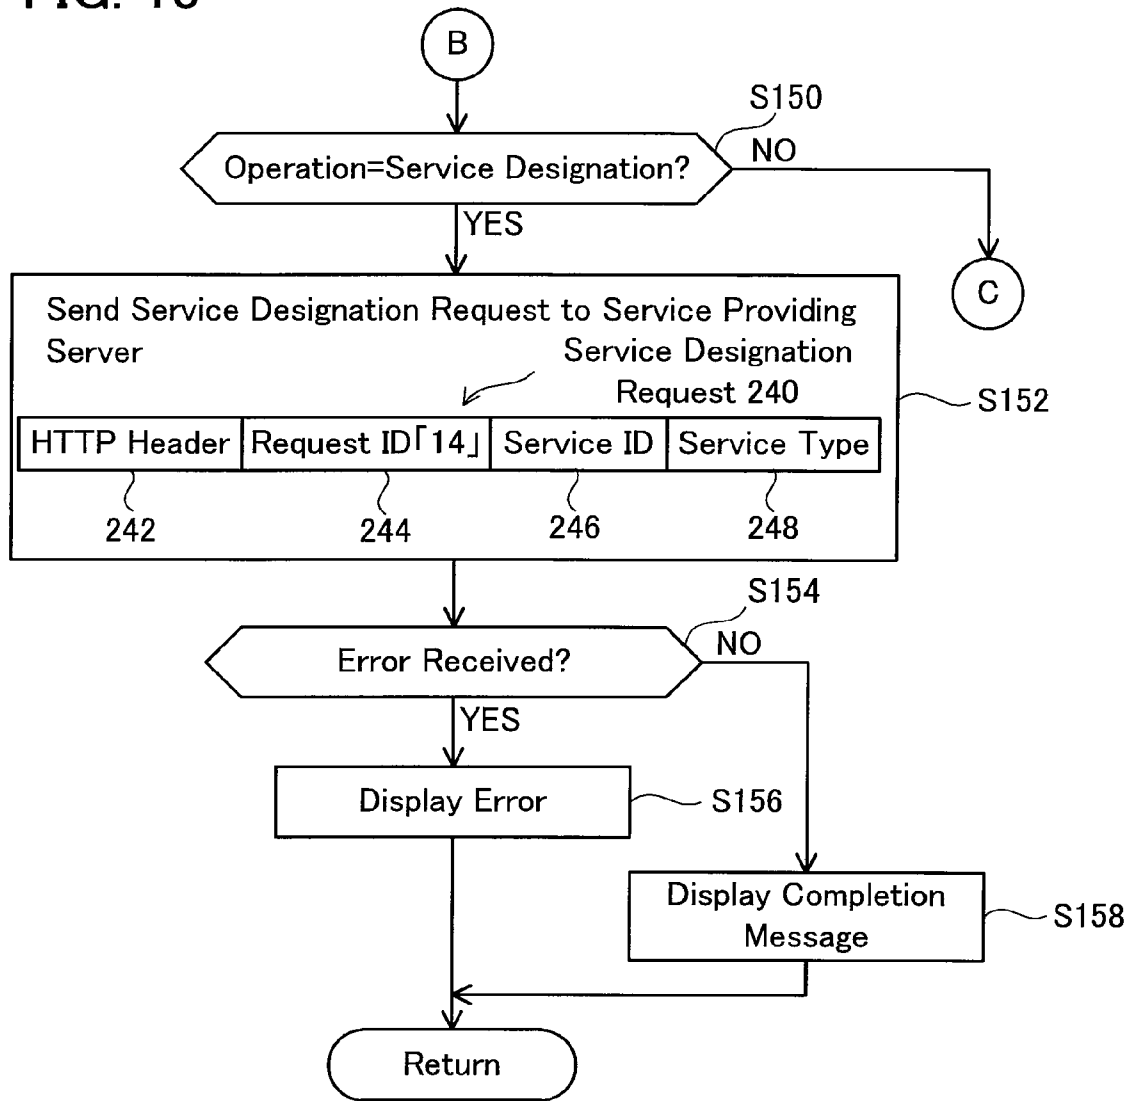 B
S150
Operation=Service Designation?
NO
YES
C
Send Service Designation Request to Service Providing
Server
Service Designation
Request 240
S152
HTTP Header
Request ID「14」
Service ID
Service Type
242
244
246
248
S154
Error Received?
NO
YES
Display Error
S156
Display Completion
Message
S158
Return